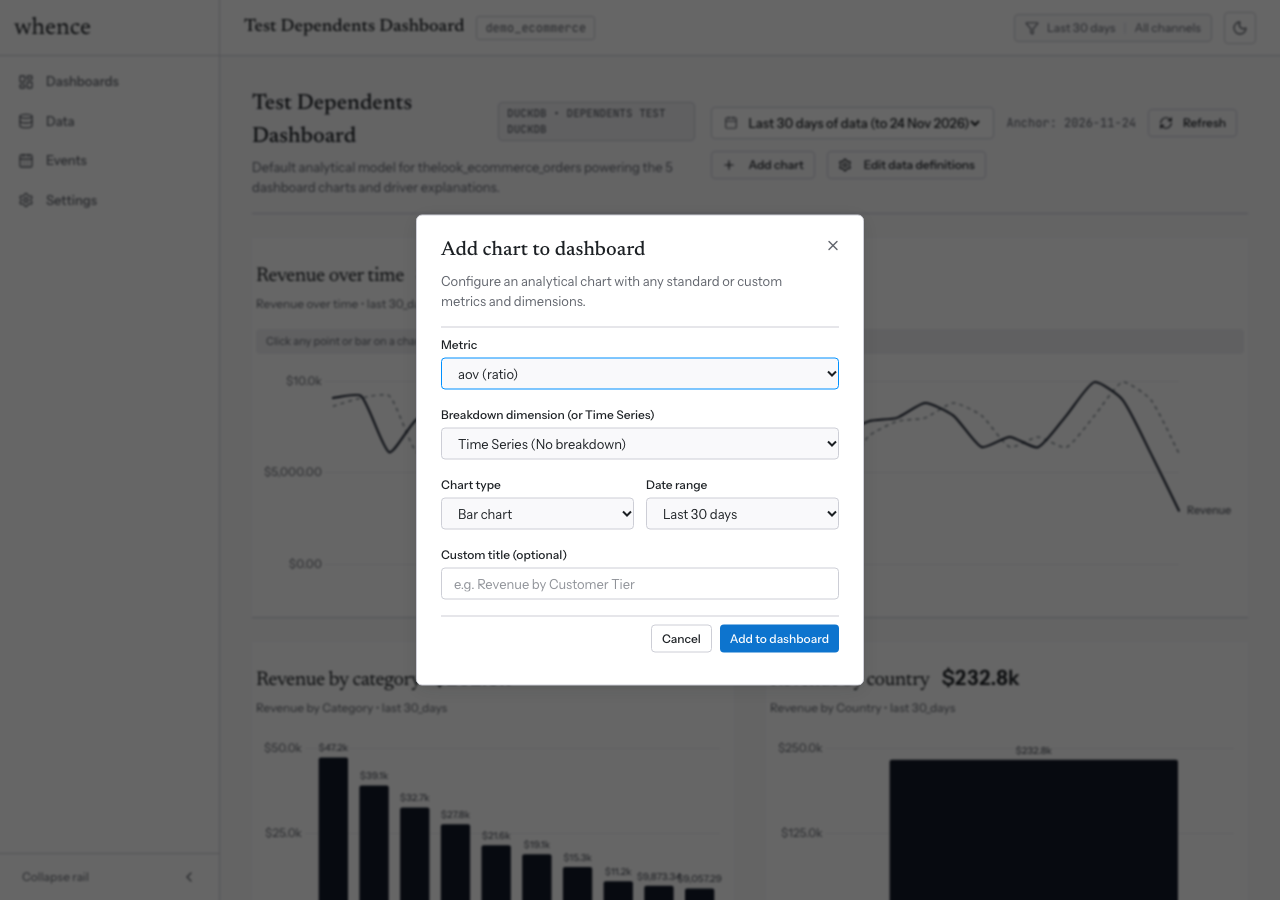 whence
Test Dependents Dashboard
demo_ecommerce
Last 30 days
All channels
Dashboards
Data
Events
Settings
Collapse rail
Test Dependents
Dashboard
DUCKDB • DEPENDENTS TEST
DUCKDB
Default analytical model for thelook_ecommerce_orders powering the 5
dashboard charts and driver explanations.
Last 30 days of data (to 24 Nov 2026)
Anchor: 2026-11-24
Refresh
Add chart
Edit data definitions
Revenue over time
Revenue over time • last 30_d
Click any point or bar on a cha
$10.0k
$5,000.00
$0.00
Revenue
Add chart to dashboard
Configure an analytical chart with any standard or custom
metrics and dimensions.
Metric
aov (ratio)
Breakdown dimension (or Time Series)
Time Series (No breakdown)
Chart type
Date range
Bar chart
Last 30 days
Custom title (optional)
e.g. Revenue by Customer Tier
Cancel
Add to dashboard
Revenue by category
Revenue by Category • last 30_days
$50.0k
$25.0k
$47.2k
$39.1k
$32.7k
$27.8k
$21.6k
$19.1k
$15.3k
$11.2k
$9,873.34
$9,057.29
country
$232.8k
Revenue by Country • last 30_days
$250.0k
$125.0k
$232.8k